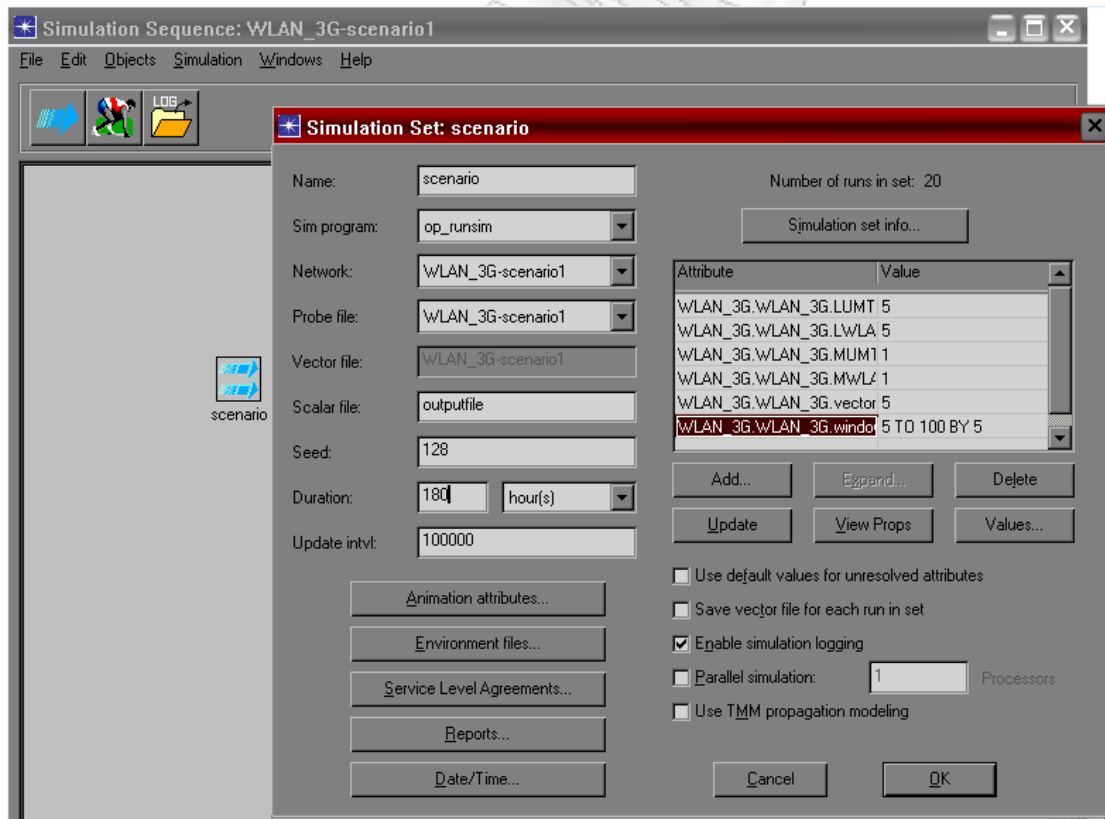 Simulation Sequence: WLAN_3G-scenario1
File Edit Objects Simulation Windows Help
LOG
Simulation Set: scenario
Name: scenario
Sim program: op_runsim
Network: WLAN_3G-scenario1
Probe file: WLAN_3G-scenario1
Vector file: WLAN_3G-scenario1
Scalar file: outputfile
Seed: 128
Duration: 180 hour(s)
Update intvl: 100000
Animation attributes...
Environment files...
Service Level Agreements...
Reports...
Date/Time...
Number of runs in set: 20
Simulation set info...
Attribute Value
WLAN_3G.WLAN_3G.LUMT 5
WLAN_3G.WLAN_3G.LWLA 5
WLAN_3G.WLAN_3G.MUMT 1
WLAN_3G.WLAN_3G.MWLA 1
WLAN_3G.WLAN_3G.vector 5
WLAN_3G.WLAN_3G.windo 5 TO 100 BY 5
Add... Expand... Delete
Update View Props Values...
Use default values for unresolved attributes
Save vector file for each run in set
Enable simulation logging
Parallel simulation: 1 Processors
Use TMM propagation modeling
Cancel OK
scenario